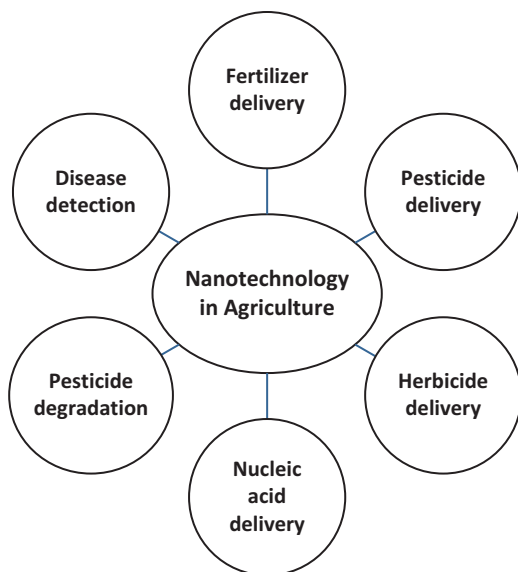 Fertilizer
delivery
Disease
detection
Pesticide
delivery
Nanotechnology
in Agriculture
Pesticide
degradation
Herbicide
delivery
Nucleic
acid
delivery